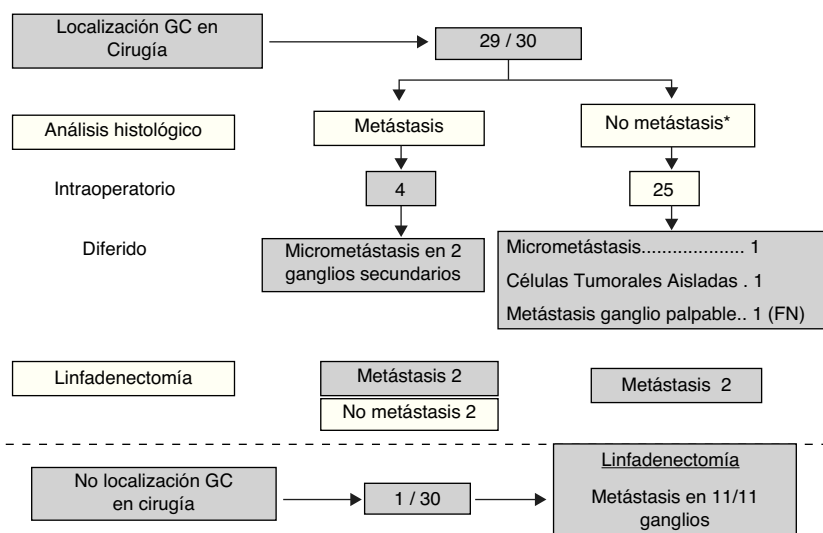 Localización GC en
Cirugía
29 / 30
Análisis histológico
Metástasis
No metástasis*
Intraoperatorio
4
25
Diferido
Micrometástasis en 2
ganglios secundarios
Micrometástasis.................... 1
Células Tumorales Aisladas . 1
Metástasis ganglio palpable.. 1 (FN)
Linfadenectomía
Metástasis 2
No metástasis 2
Metástasis 2
No localización GC
en cirugía
1 / 30
Linfadenectomía
Metástasis en 11/11
ganglios